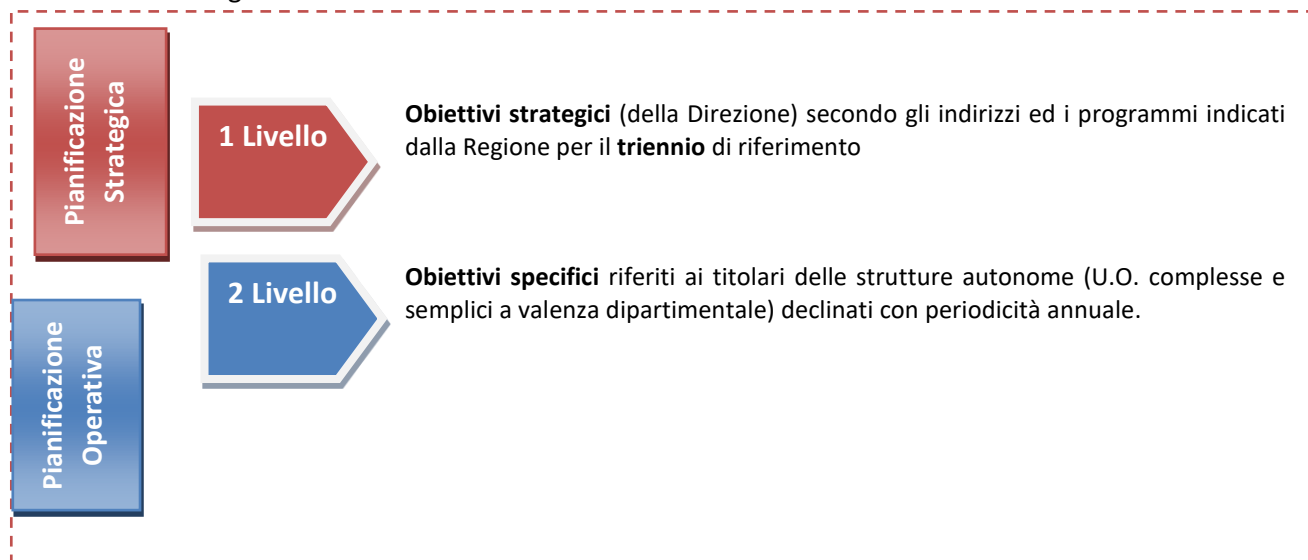 Pianificazione
Strategica
1 Livello
Obiettivi strategici (della Direzione) secondo gli indirizzi ed i programmi indicati
dalla Regione per il triennio di riferimento
2 Livello
Obiettivi specifici riferiti ai titolari delle strutture autonome (U.O. complesse e
semplici a valenza dipartimentale) declinati con periodicità annuale.
Pianificazione
Operativa